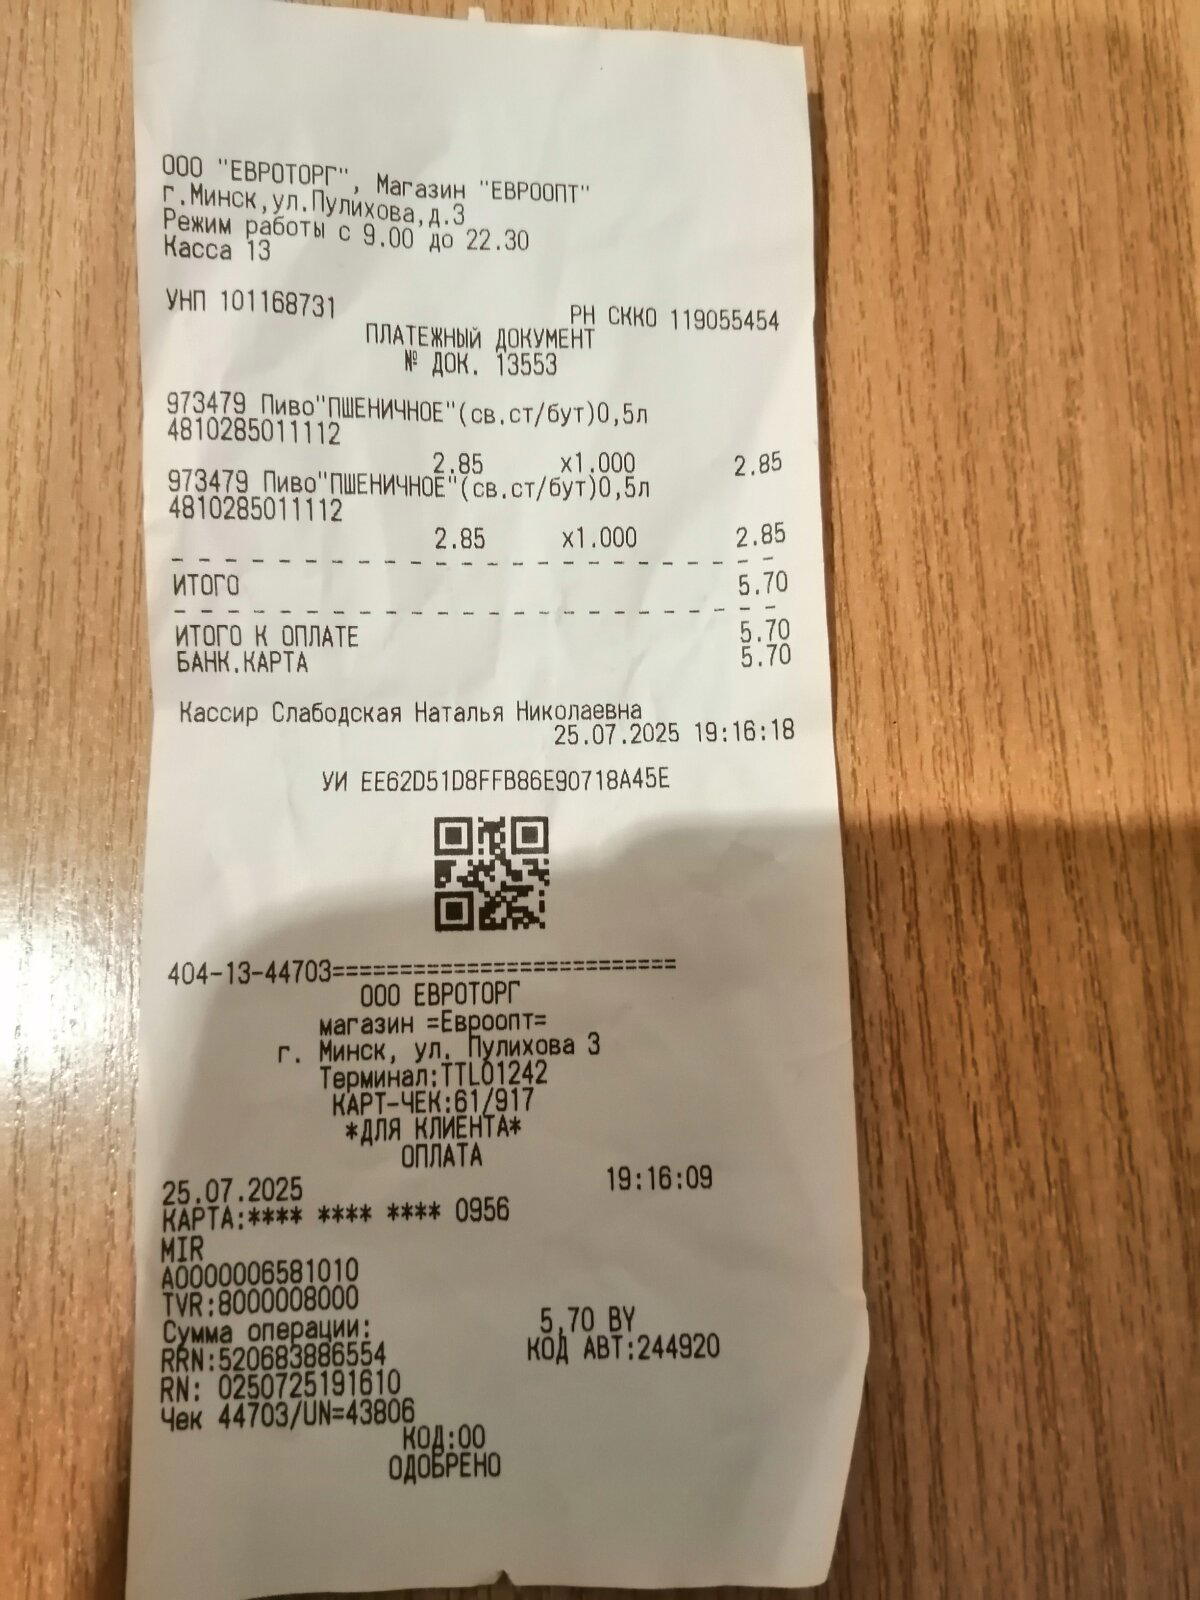 ООО "ЕВРОТОРГ", Магазин "ЕВРООПТ"
г.Минск,ул.Пулихова,д.3
Режим работы с 9.00 до 22.30
Касса 13
УНП 101168731 РН СККО 119055454
ПЛАТЕЖНЫЙ ДОКУМЕНТ
№ ДОК. 13553
973479 Пиво"ПШЕНИЧНОЕ"(св.ст/бут)0,5л
4810285011112
2.85 x1.000 2.85
973479 Пиво"ПШЕНИЧНОЕ"(св.ст/бут)0,5л
4810285011112
2.85 x1.000 2.85
ИТОГО 5.70
ИТОГО К ОПЛАТЕ 5.70
БАНК.КАРТА 5.70
Кассир Слабодская Наталья Николаевна
25.07.2025 19:16:18
УИ EE62D51D8FFB86E90718A45E
404-13-44703==========================
ООО ЕВРОТОРГ
магазин =Евроопт=
г. Минск, ул. Пулихова 3
Терминал:TTL01242
КАРТ-ЧЕК:61/917
*ДЛЯ КЛИЕНТА*
ОПЛАТА
25.07.2025 19:16:09
КАРТА:**** **** **** 0956
MIR
A0000006581010
TVR:8000008000
Сумма операции: 5,70 BY
RRN:520683886554 КОД АВТ:244920
RN: 0250725191610
Чек 44703/UN=43806
КОД:00
ОДОБРЕНО